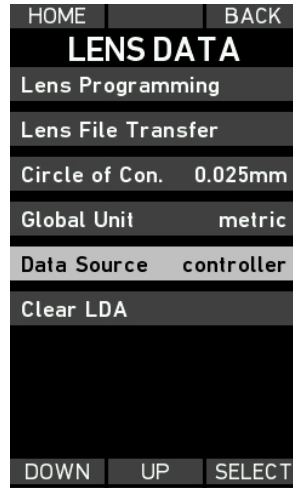 HOME BACK
LENS DATA
Lens Programming
Lens File Transfer
Circle of Con. 0.025mm
Global Unit metric
Data Source controller
Clear LDA
DOWN UP SELECT